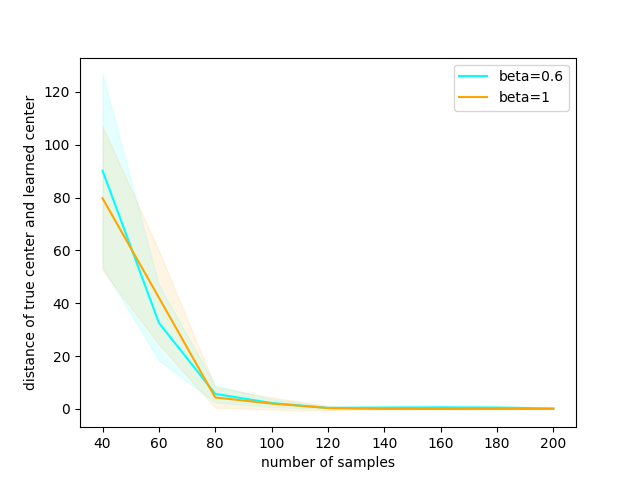 beta=0.6
beta=1
distance of true center and learned center
120
100
80
60
40
20
0
40 60 80 100 120 140 160 180 200
number of samples